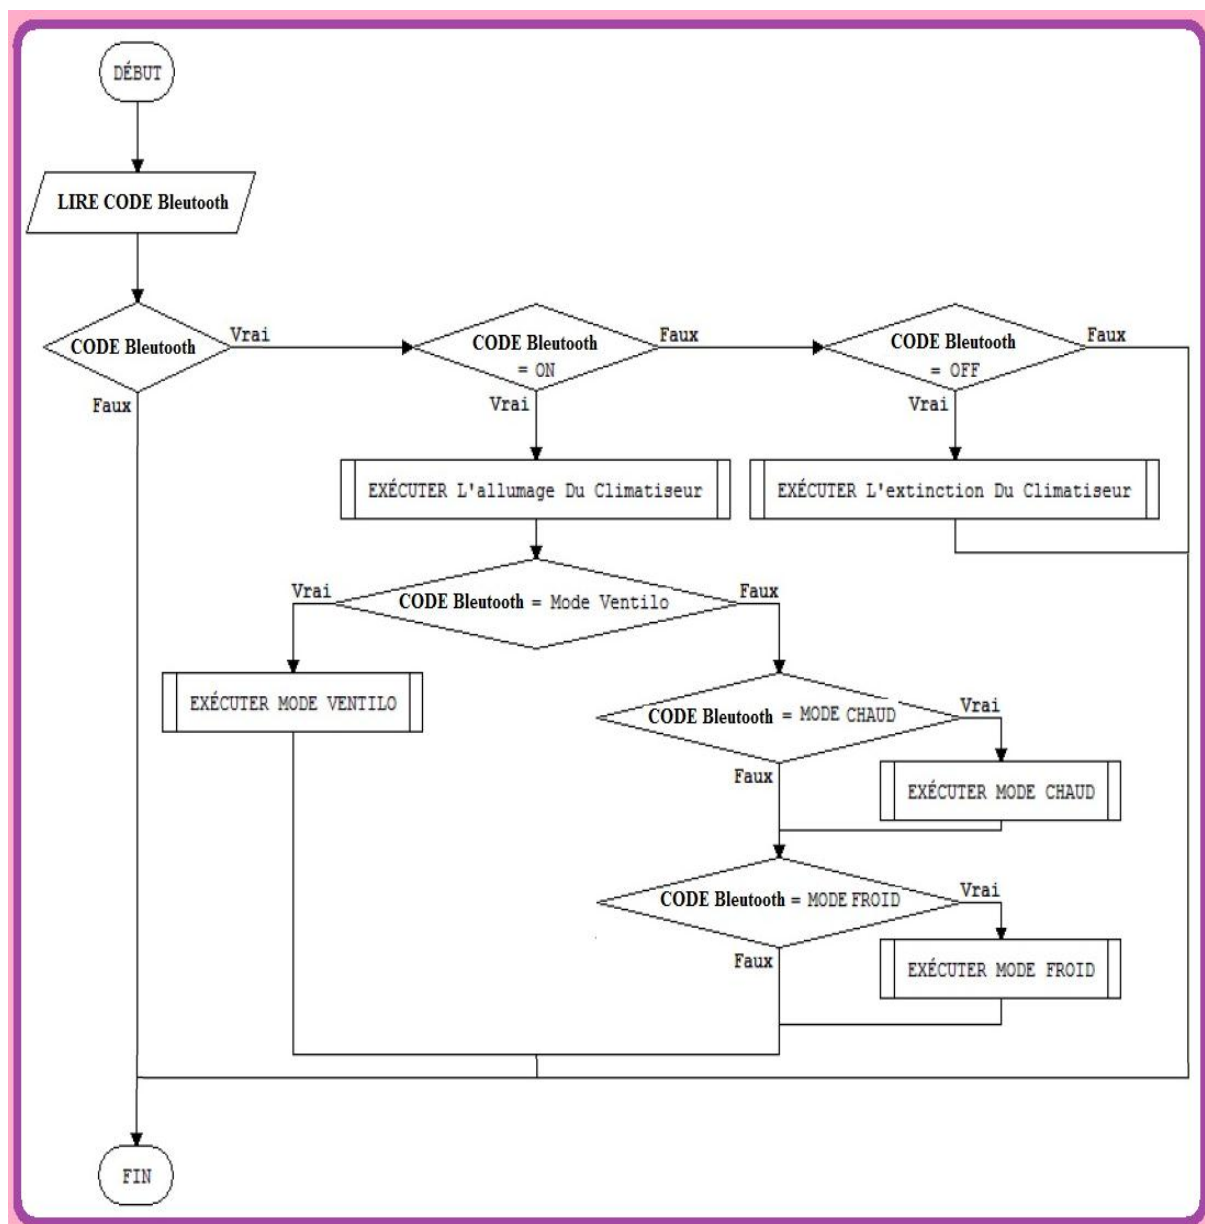 DÉBUT
LIRE CODE Bleutooth
CODE Bleutooth
Vrai
Faux
CODE Bleutooth
= ON
Faux
Vrai
CODE Bleutooth
= OFF
Faux
Vrai
EXÉCUTER L'allumage Du Climatiseur
EXÉCUTER L'extinction Du Climatiseur
Vrai
CODE Bleutooth = Mode Ventilo
Faux
EXÉCUTER MODE VENTILO
CODE Bleutooth = MODE CHAUD
Vrai
Faux
EXÉCUTER MODE CHAUD
CODE Bleutooth = MODE FROID
Vrai
Faux
EXÉCUTER MODE FROID
FIN